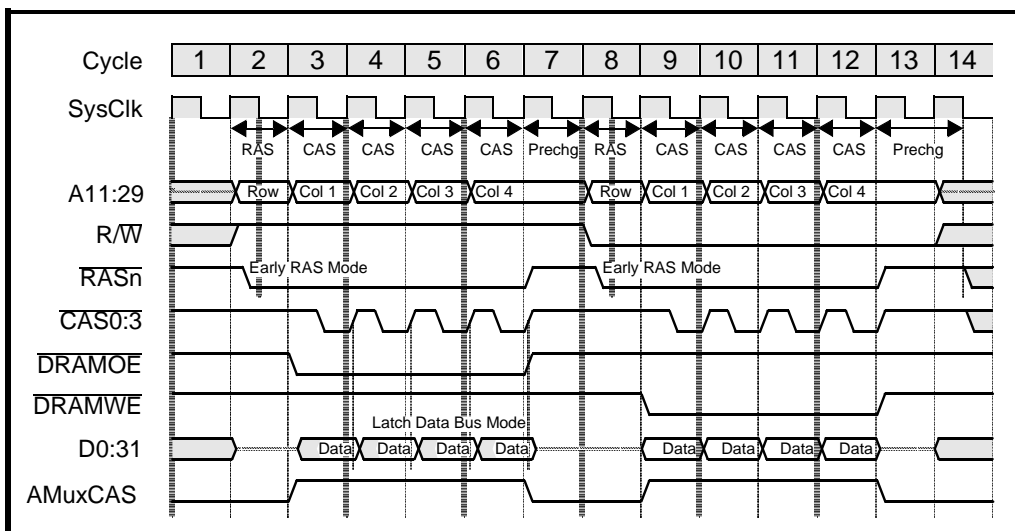 Cycle 1 2 3 4 5 6 7 8 9 10 11 12 13 14
SysClk
RAS CAS CAS CAS CAS Prechg RAS CAS CAS CAS CAS Prechg
A11:29 Row Col 1 Col 2 Col 3 Col 4 Row Col 1 Col 2 Col 3 Col 4
R/W
RASn Early RAS Mode Early RAS Mode
CAS0:3
DRAMOE
DRAMWE
Latch Data Bus Mode
D0:31 Data Data Data Data Data Data Data Data
AMuxCAS